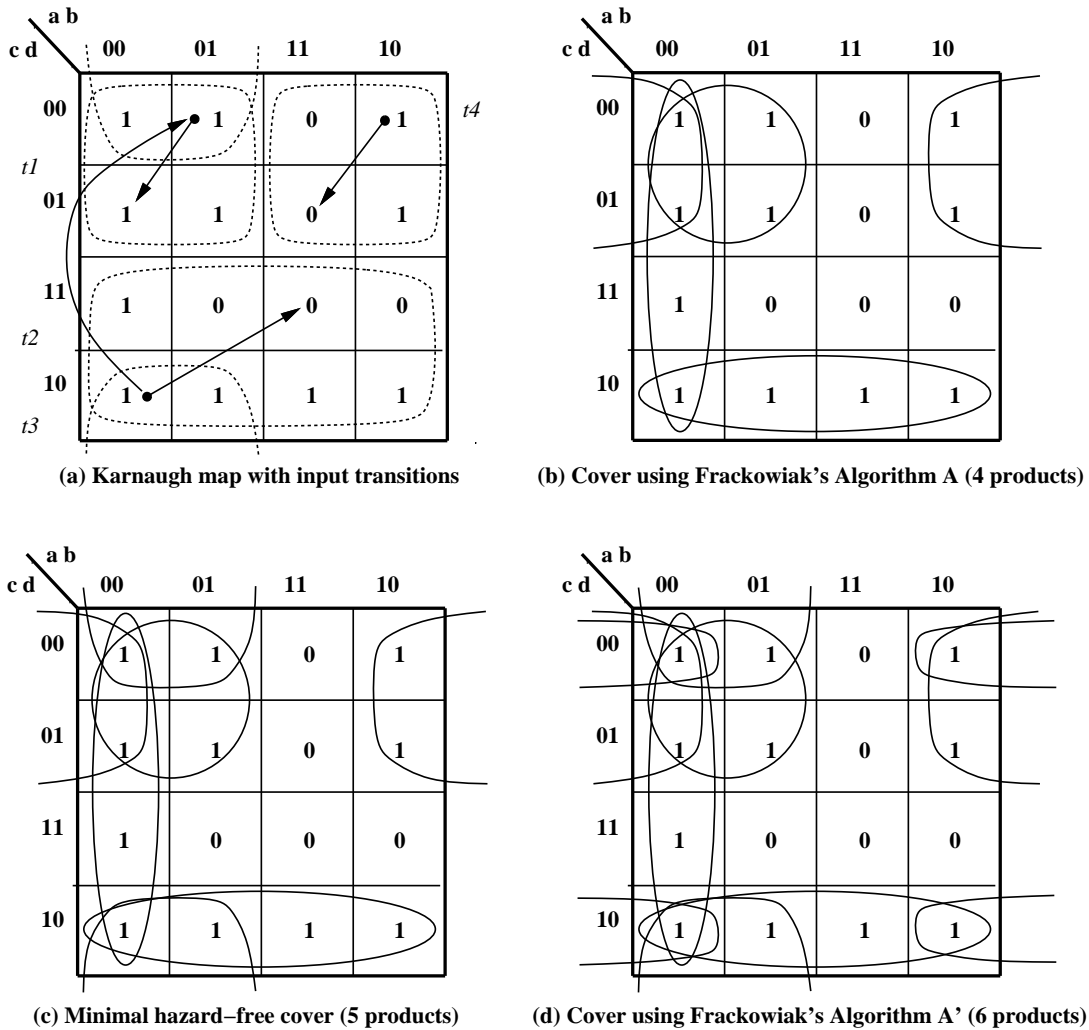 a b
c d 00 01 11 10
00 1 1 0 1 t4
t1
01 1 1 0 1
11 1 0 0 0
t2
10 1 1 1 1
t3
(a) Karnaugh map with input transitions
a b
c d 00 01 11 10
00 1 1 0 1
01 1 1 0 1
11 1 0 0 0
10 1 1 1 1
(b) Cover using Frackowiak's Algorithm A (4 products)
a b
c d 00 01 11 10
00 1 1 0 1
01 1 1 0 1
11 1 0 0 0
10 1 1 1 1
(c) Minimal hazard–free cover (5 products)
a b
c d 00 01 11 10
00 1 1 0 1
01 1 1 0 1
11 1 0 0 0
10 1 1 1 1
(d) Cover using Frackowiak's Algorithm A' (6 products)